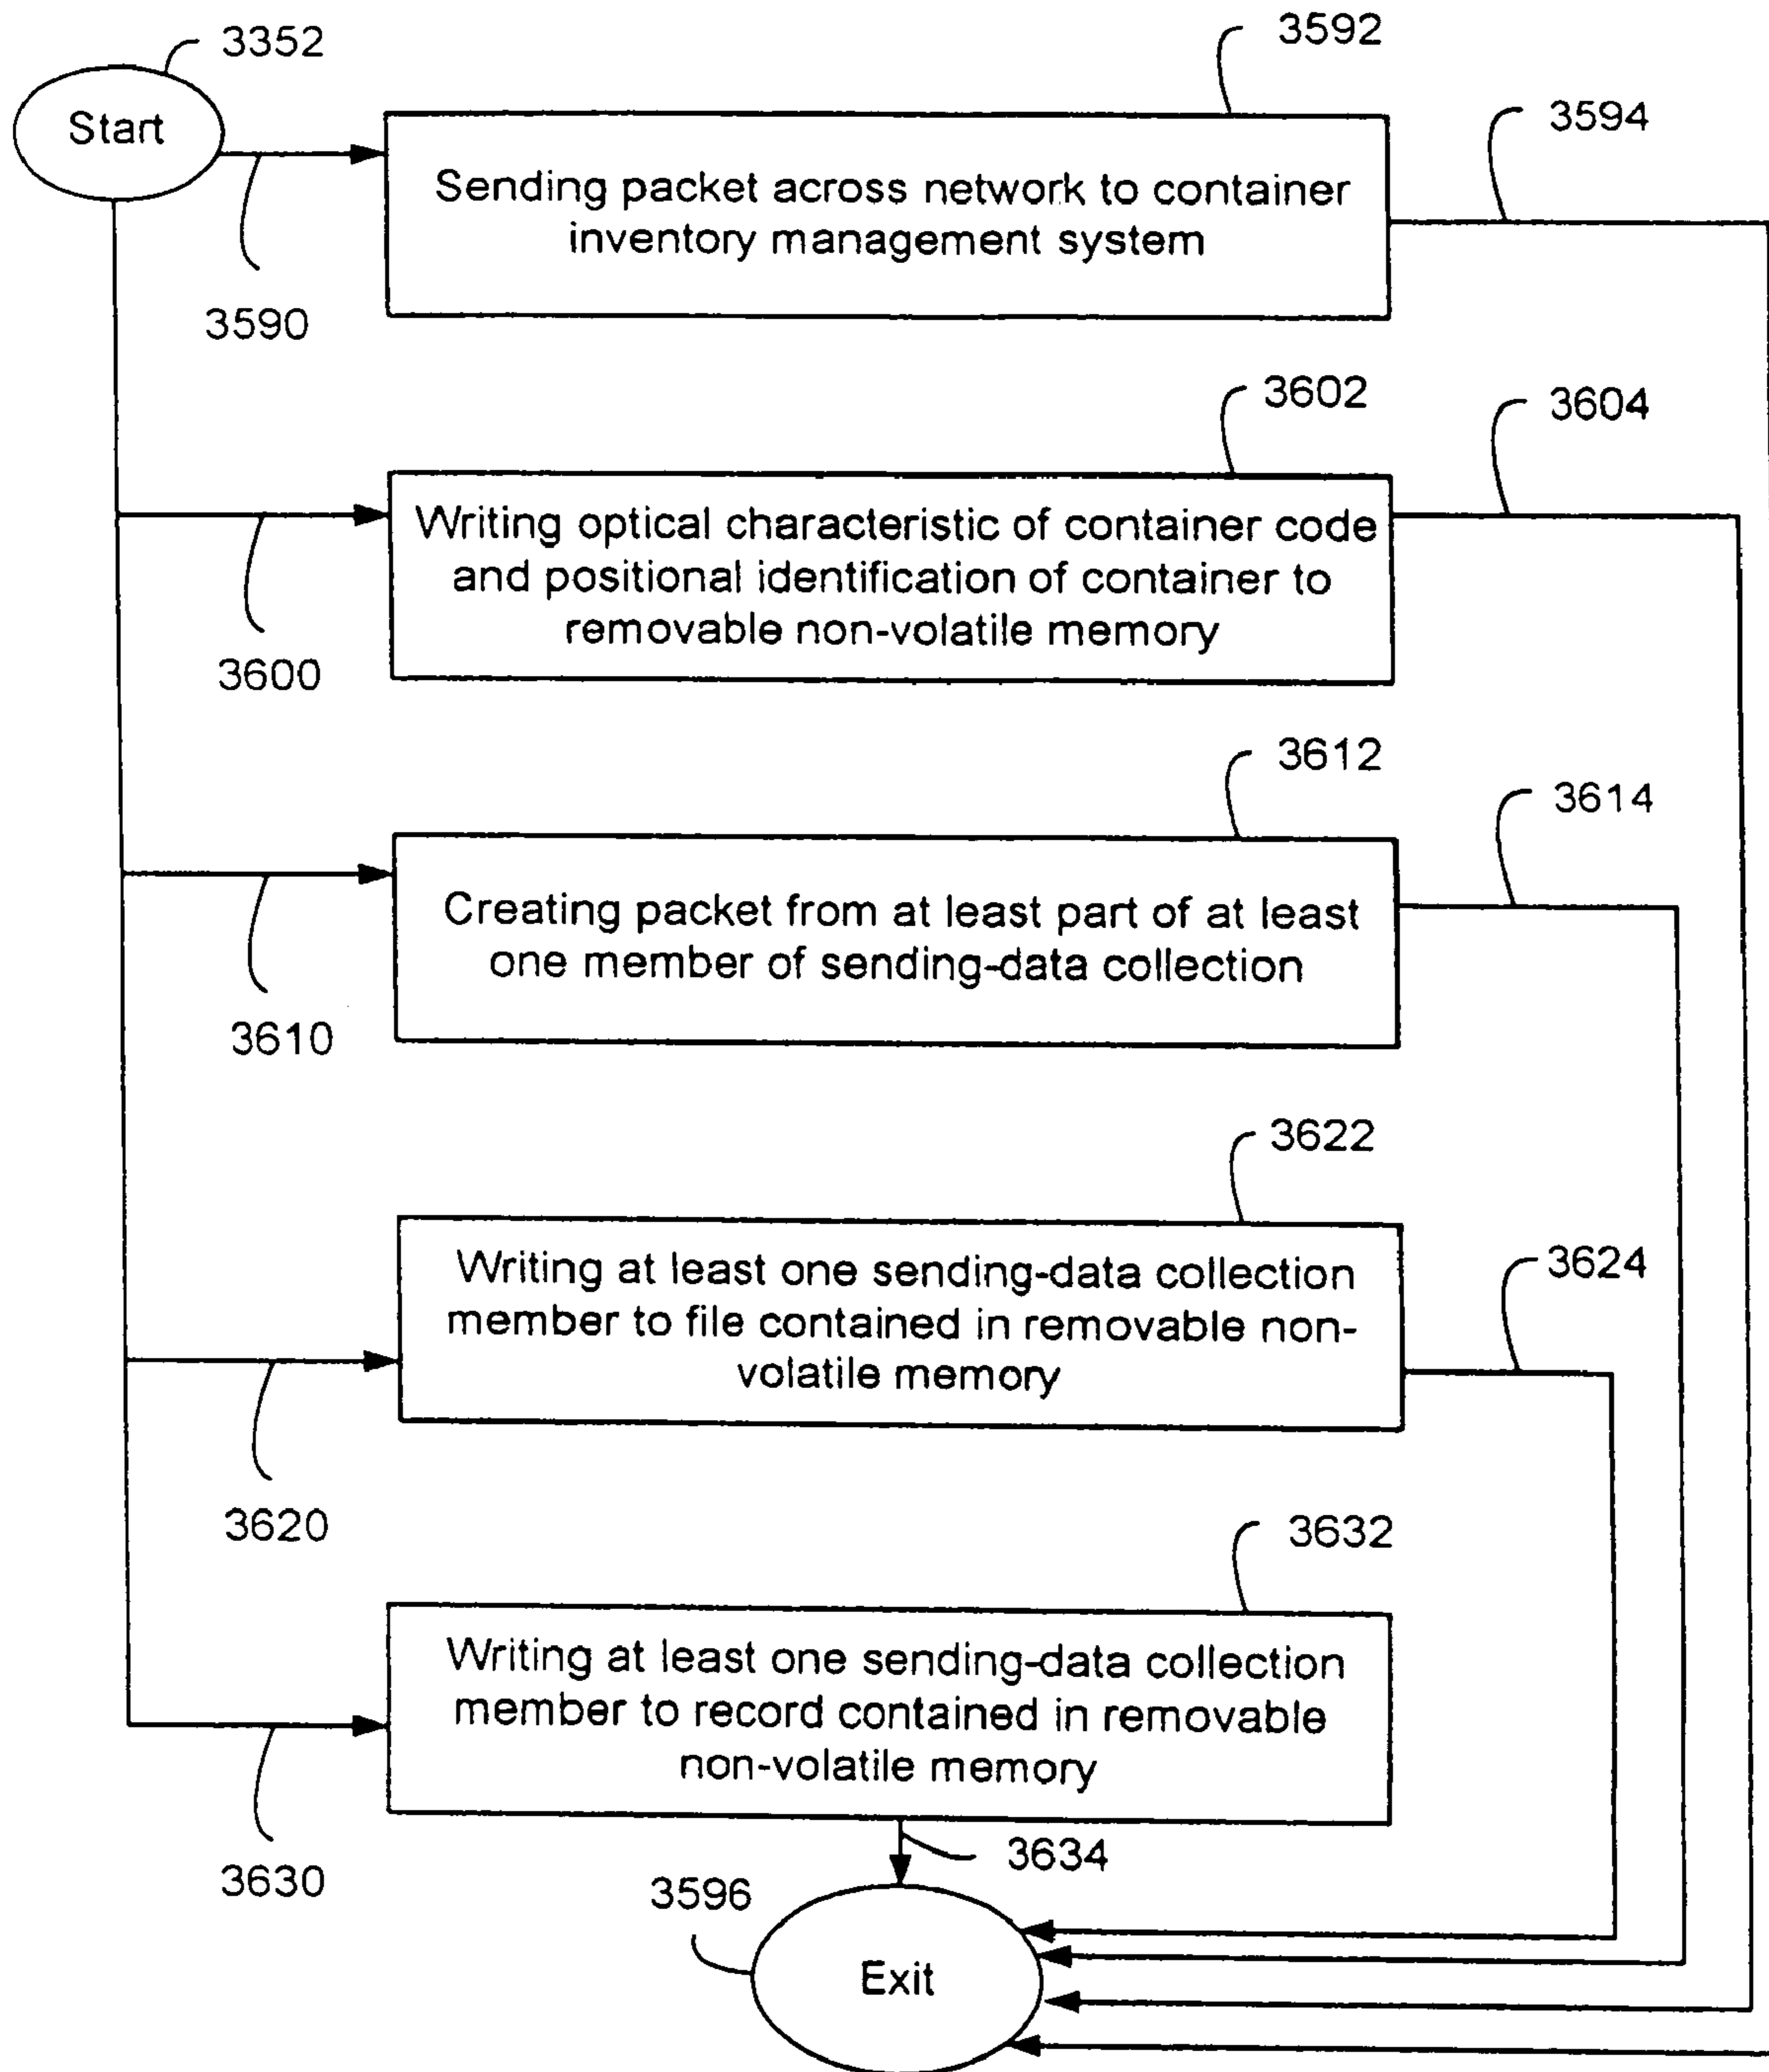 3352
Start
3592
3594
Sending packet across network to container
inventory management system
3590
3602
3604
Writing optical characteristic of container code
and positional identification of container to
removable non-volatile memory
3600
3612
3614
Creating packet from at least part of at least
one member of sending-data collection
3610
3622
3624
Writing at least one sending-data collection
member to file contained in removable non-
volatile memory
3620
3632
Writing at least one sending-data collection
member to record contained in removable
non-volatile memory
3630
3634
3596
Exit